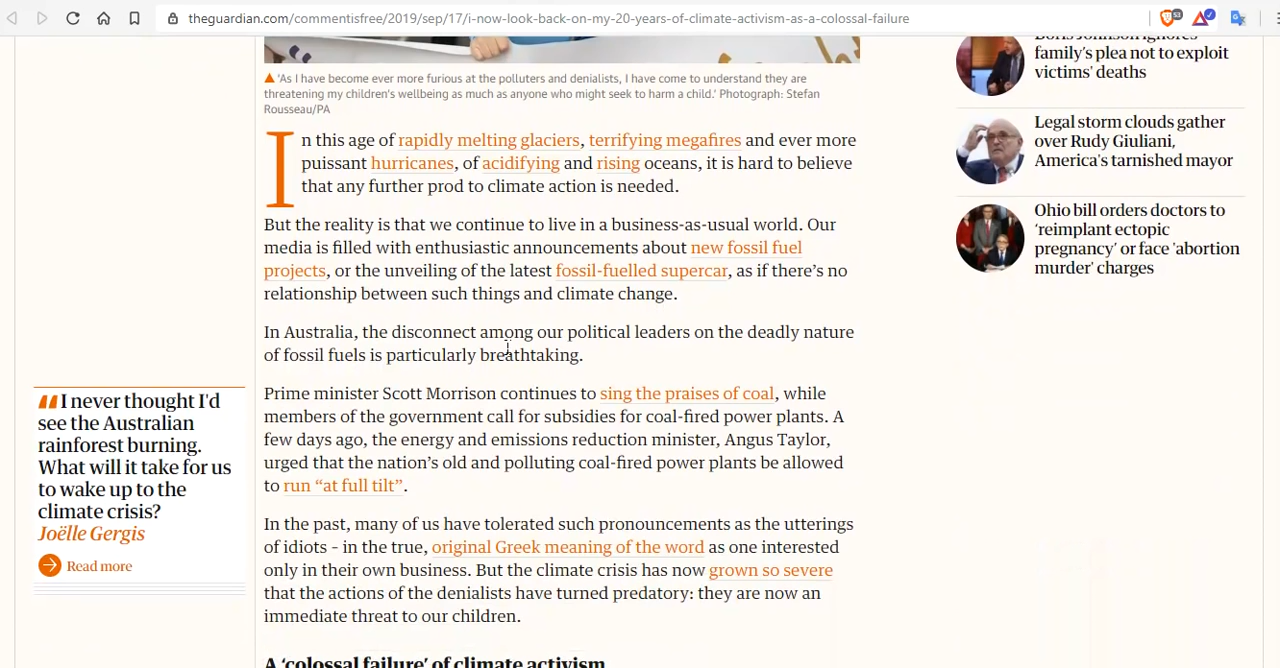 theguardian.com/commentisfree/2019/sep/17/i-now-look-back-on-my-20-years-of-climate-activism-as-a-colossal-failure
'As I have become ever more furious at the polluters and denialists, I have come to understand they are
threatening my children's wellbeing as much as anyone who might seek to harm a child.' Photograph: Stefan
Rousseau/PA
In this age of rapidly melting glaciers, terrifying megafires and ever more
puissant hurricanes, of acidifying and rising oceans, it is hard to believe
that any further prod to climate action is needed.
But the reality is that we continue to live in a business-as-usual world. Our
media is filled with enthusiastic announcements about new fossil fuel
projects, or the unveiling of the latest fossil-fuelled supercar, as if there's no
relationship between such things and climate change.
In Australia, the disconnect among our political leaders on the deadly nature
of fossil fuels is particularly breathtaking.
Prime minister Scott Morrison continues to sing the praises of coal, while
members of the government call for subsidies for coal-fired power plants. A
few days ago, the energy and emissions reduction minister, Angus Taylor,
urged that the nation's old and polluting coal-fired power plants be allowed
to run “at full tilt”.
In the past, many of us have tolerated such pronouncements as the utterings
of idiots – in the true, original Greek meaning of the word as one interested
only in their own business. But the climate crisis has now grown so severe
that the actions of the denialists have turned predatory: they are now an
immediate threat to our children.
A ‘colossal failure’ of climate activism
I never thought I'd
see the Australian
rainforest burning.
What will it take for us
to wake up to the
climate crisis?
Joëlle Gergis
Read more
Boris Johnson ignores
family's plea not to exploit
victims' deaths
Legal storm clouds gather
over Rudy Giuliani,
America's tarnished mayor
Ohio bill orders doctors to
‘reimplant ectopic
pregnancy’ or face 'abortion
murder' charges